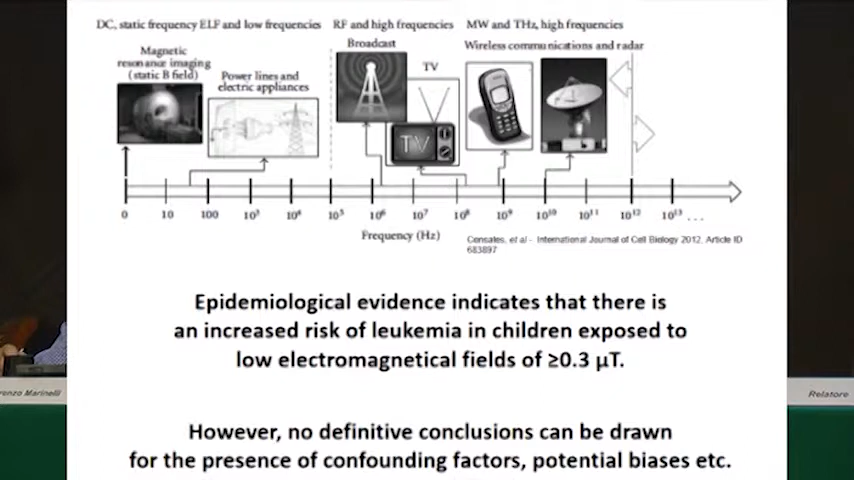 DC, static frequency ELF and low frequencies RF and high frequencies MW and THz, high frequencies
Magnetic
resonance imaging
(static B field)
Power lines and
electric appliances
Broadcast
TV
Wireless communications and radar
TV
0 10 100 10³ 10⁴ 10⁵ 10⁶ 10⁷ 10⁸ 10⁹ 10¹⁰ 10¹¹ 10¹² 10¹³ ...
Frequency (Hz)
Consales, et al - International Journal of Cell Biology 2012, Article ID
683897
Epidemiological evidence indicates that there is
an increased risk of leukemia in children exposed to
low electromagnetical fields of ≥0.3 μT.
However, no definitive conclusions can be drawn
for the presence of confounding factors, potential biases etc.
renzo Marinelli
Relatore